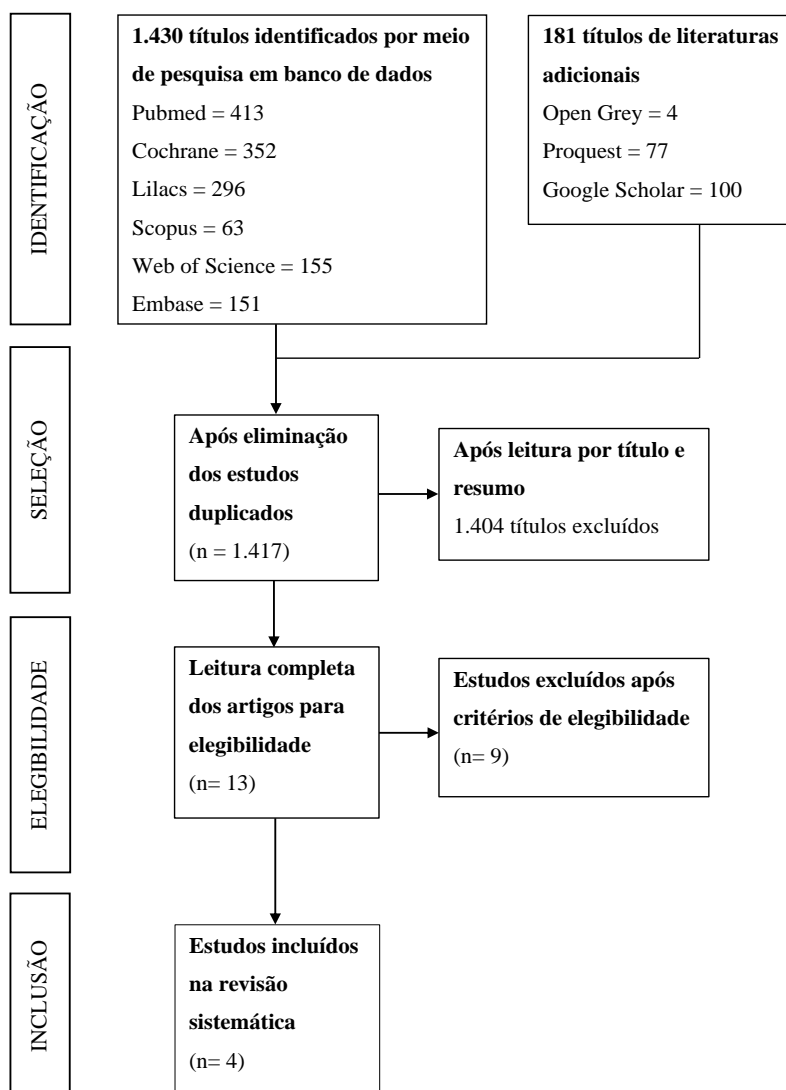 IDENTIFICAÇÃO
1.430 títulos identificados por meio
de pesquisa em banco de dados
Pubmed = 413
Cochrane = 352
Lilacs = 296
Scopus = 63
Web of Science = 155
Embase = 151
181 títulos de literaturas
adicionais
Open Grey = 4
Proquest = 77
Google Scholar = 100
SELEÇÃO
Após eliminação
dos estudos
duplicados
(n = 1.417)
Após leitura por título e
resumo
1.404 títulos excluídos
ELEGIBILIDADE
Leitura completa
dos artigos para
elegibilidade
(n= 13)
Estudos excluídos após
critérios de elegibilidade
(n= 9)
INCLUSÃO
Estudos incluídos
na revisão
sistemática
(n= 4)